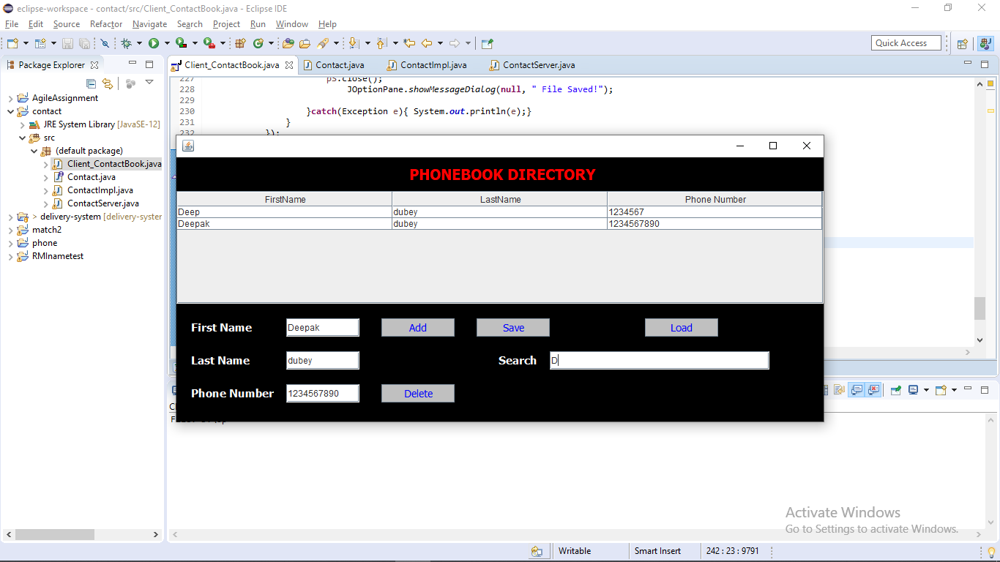 eclipse-workspace - contact/src/Client_ContactBook.java - Eclipse IDE
File Edit Source Refactor Navigate Search Project Run Window Help
Quick Access
Package Explorer
Client_ContactBook.java
Contact.java
ContactImpl.java
ContactServer.java
AgileAssignment
contact
JRE System Library [JavaSE-12]
src
(default package)
Client_ContactBook.java
Contact.java
ContactImpl.java
ContactServer.java
> delivery-system [delivery-syster
match2
phone
RMInametest
227 ps.close();
228 JOptionPane.showMessageDialog(null, " File Saved!");
229
230 }catch(Exception e){ System.out.println(e);}
231 }
232 });
PHONEBOOK DIRECTORY
FirstName LastName Phone Number
Deep dubey 1234567
Deepak dubey 1234567890
First Name Deepak Add Save Load
Last Name dubey Search D
Phone Number 1234567890 Delete
Activate Windows
Go to Settings to activate Windows.
Writable Smart Insert 242 : 23 : 9791